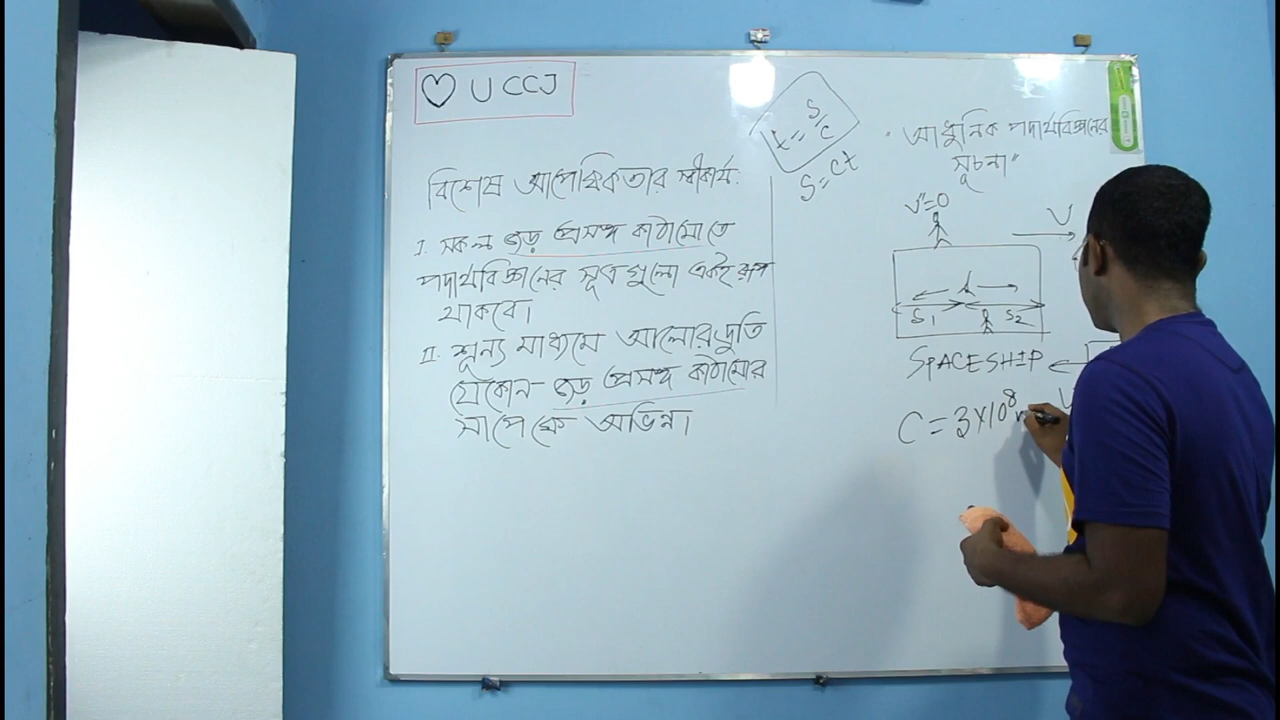 ♡ UCCJ
বিশেষ আপেক্ষিকতার স্বীকার্য:
I. সকল জড় প্রসঙ্গ কাঠামোতে
পদার্থবিজ্ঞানের সূত্রগুলো একই রূপ
থাকবে।
II. শূন্য মাধ্যমে আলোর দ্রুতি
যেকোন জড় প্রসঙ্গ কাঠামোর
সাপেক্ষে অভিন্ন।
t = S/C
S = Ct
"আধুনিক পদার্থবিজ্ঞানের
সূচনা"
V"=0
V
S1 S2
SPACESHIP
C = 3×10⁸